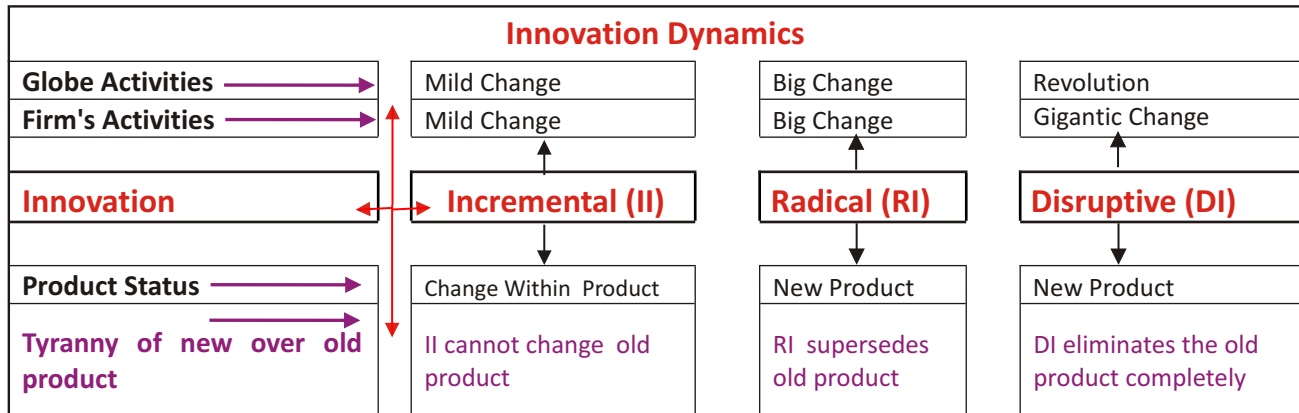 Innovation Dynamics
Globe Activities Mild Change Big Change Revolution
Firm's Activities Mild Change Big Change Gigantic Change
Innovation Incremental (II) Radical (RI) Disruptive (DI)
Product Status Change Within Product New Product New Product
Tyranny of new over old II cannot change old RI supersedes DI eliminates the old
product product old product product completely